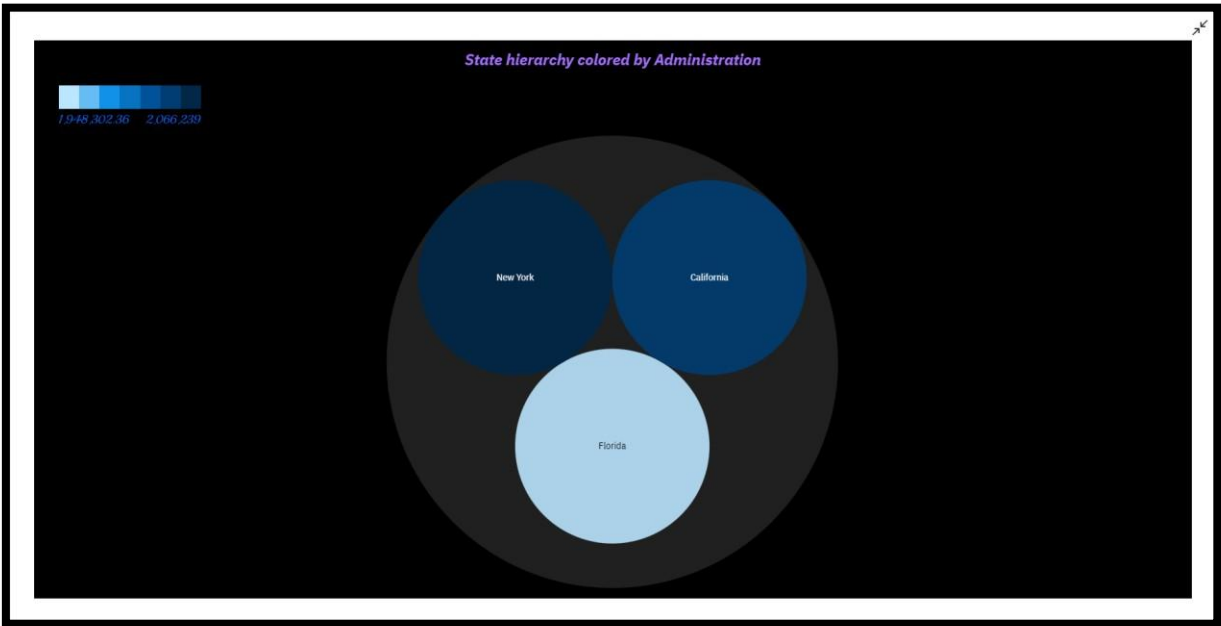 State hierarchy colored by Administration
1,948,302.36 2,066,239
New York
California
Florida